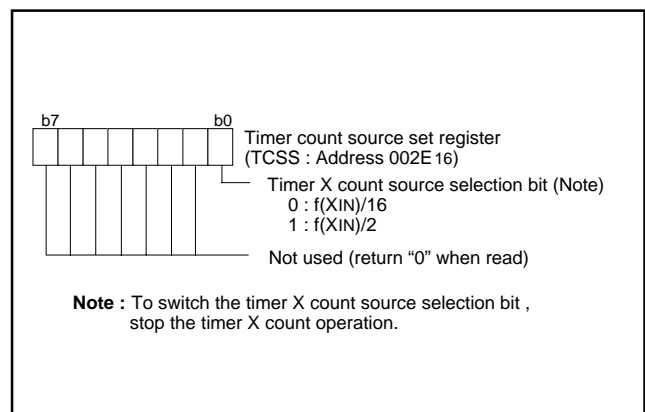 b7 b0
Timer count source set register
(TCSS : Address 002E16)
Timer X count source selection bit (Note)
0 : f(XIN)/16
1 : f(XIN)/2
Not used (return “0” when read)
Note : To switch the timer X count source selection bit ,
stop the timer X count operation.